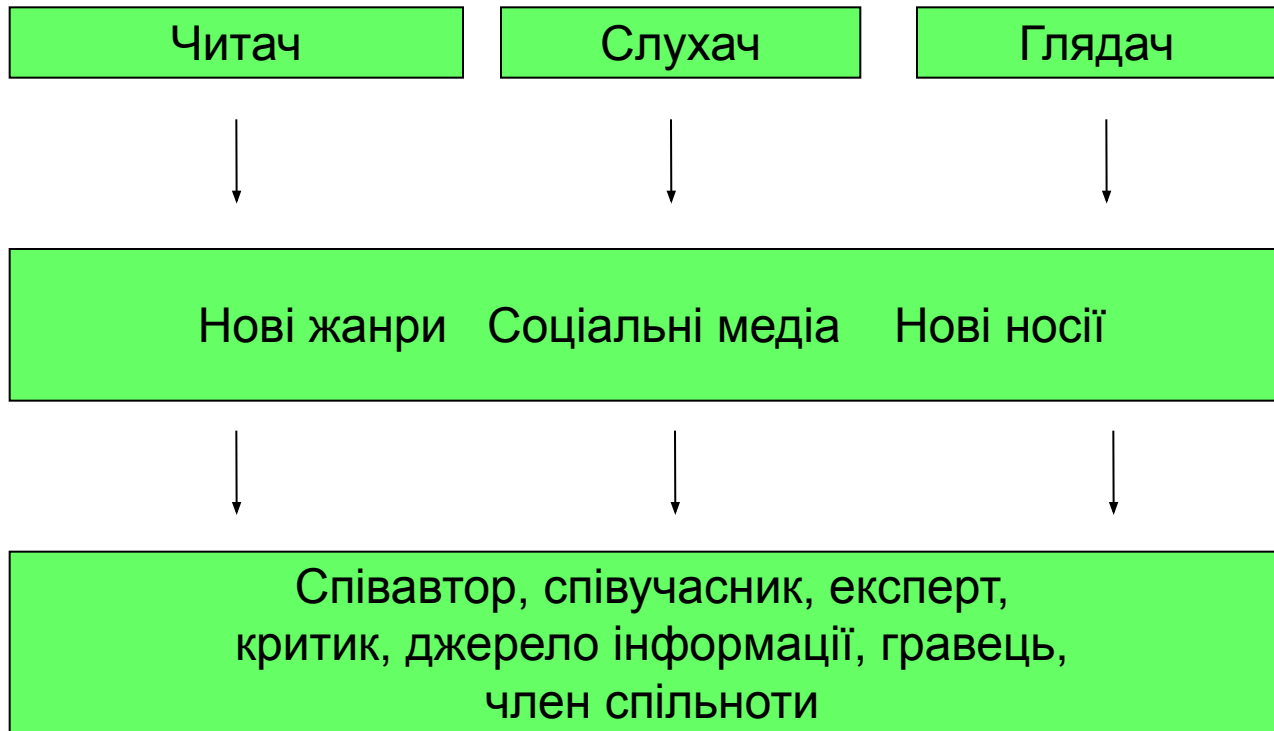 Читач
Слухач
Глядач
Нові жанри Соціальні медіа Нові носії
Співавтор, співучасник, експерт,
критик, джерело інформації, гравець,
член спільноти